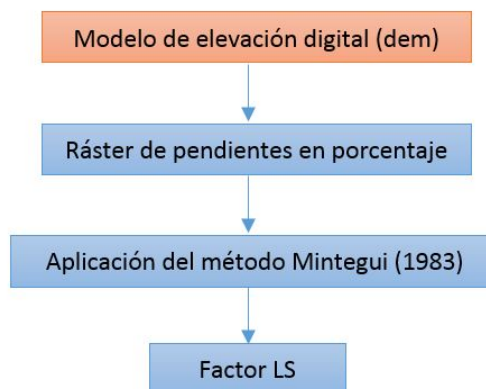 Modelo de elevación digital (dem)
Ráster de pendientes en porcentaje
Aplicación del método Mintegui (1983)
Factor LS